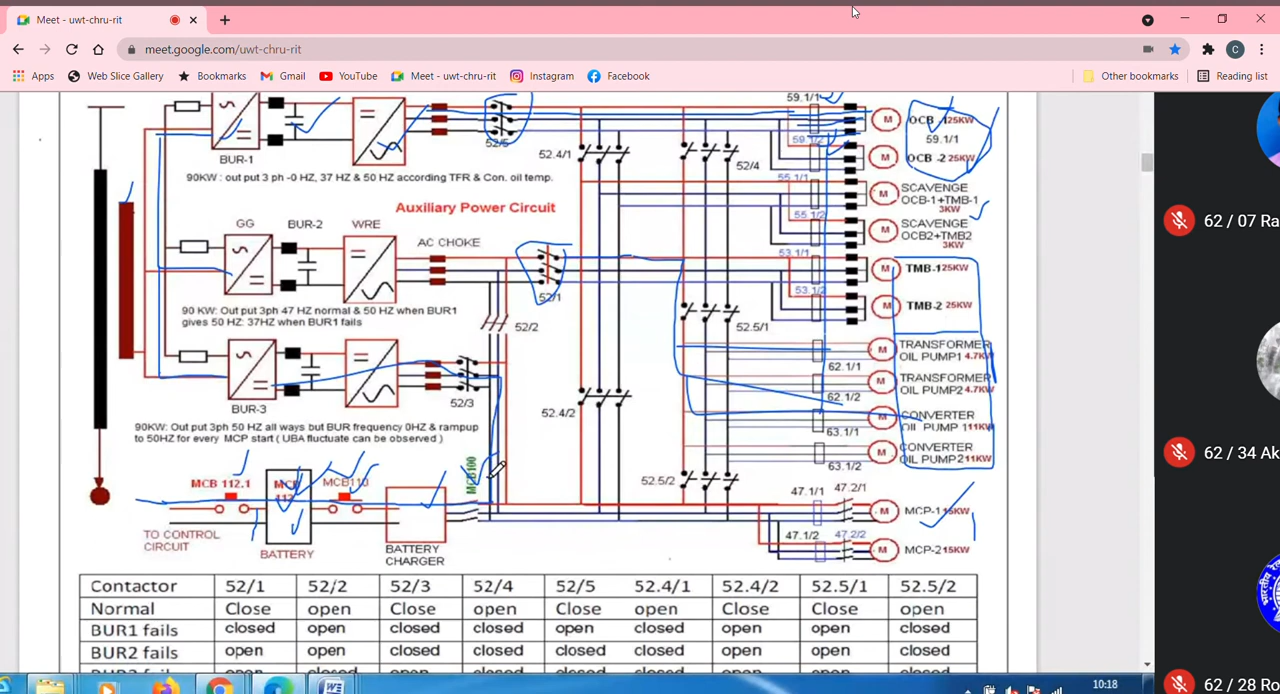 Meet - uwt-chru-rit
meet.google.com/uwt-chru-rit
C
Apps
Web Slice Gallery
Bookmarks
Gmail
YouTube
Meet - uwt-chru-rit
Instagram
Facebook
Other bookmarks
Reading list
BUR-1
90KW : out put 3 ph -0 HZ, 37 HZ & 50 HZ according TFR & Con. oil temp.
Auxiliary Power Circuit
GG
BUR-2
WRE
AC CHOKE
90 KW: Out put 3ph 47 HZ normal & 50 HZ when BUR1
gives 50 HZ: 37HZ when BUR1 fails
BUR-3
90KW: Out put 3ph 50 HZ all ways but BUR frequency 0HZ & rampup
to 50HZ for every MCP start ( UBA fluctuate can be observed )
52/5
52/1
52/2
52/3
52.4/1
52/4
52.5/1
52.4/2
52.5/2
59.1/1
59.1/2
55.1/1
55.1/2
53.1/1
53.1/2
62.1/1
62.1/2
63.1/1
63.1/2
47.1/1
47.2/1
47.1/2
47.2/2
M
OCB -125KW
59.1/1
M
OCB -2 25KW
M
SCAVENGE
OCB-1+TMB-1
3KW
M
SCAVENGE
OCB2+TMB2
3KW
M
TMB-125KW
M
TMB-2 25KW
M
TRANSFORMER
OIL PUMP1 4.7KW
M
TRANSFORMER
OIL PUMP2 4.7KW
M
CONVERTER
OIL PUMP 1 11KW
M
CONVERTER
OIL PUMP2 11KW
M
MCP-1 15KW
M
MCP-2 15KW
MCB 112.1
MCB110
MCB100
TO CONTROL
CIRCUIT
BATTERY
BATTERY
CHARGER
Contactor 52/1 52/2 52/3 52/4 52/5 52.4/1 52.4/2 52.5/1 52.5/2
Normal Close open Close open Close open Close Close open
BUR1 fails closed open closed closed open closed open open closed
BUR2 fails open open closed closed closed closed open open closed
62 / 07 Ra
62 / 34 Ak
62 / 28 Ro
10:18